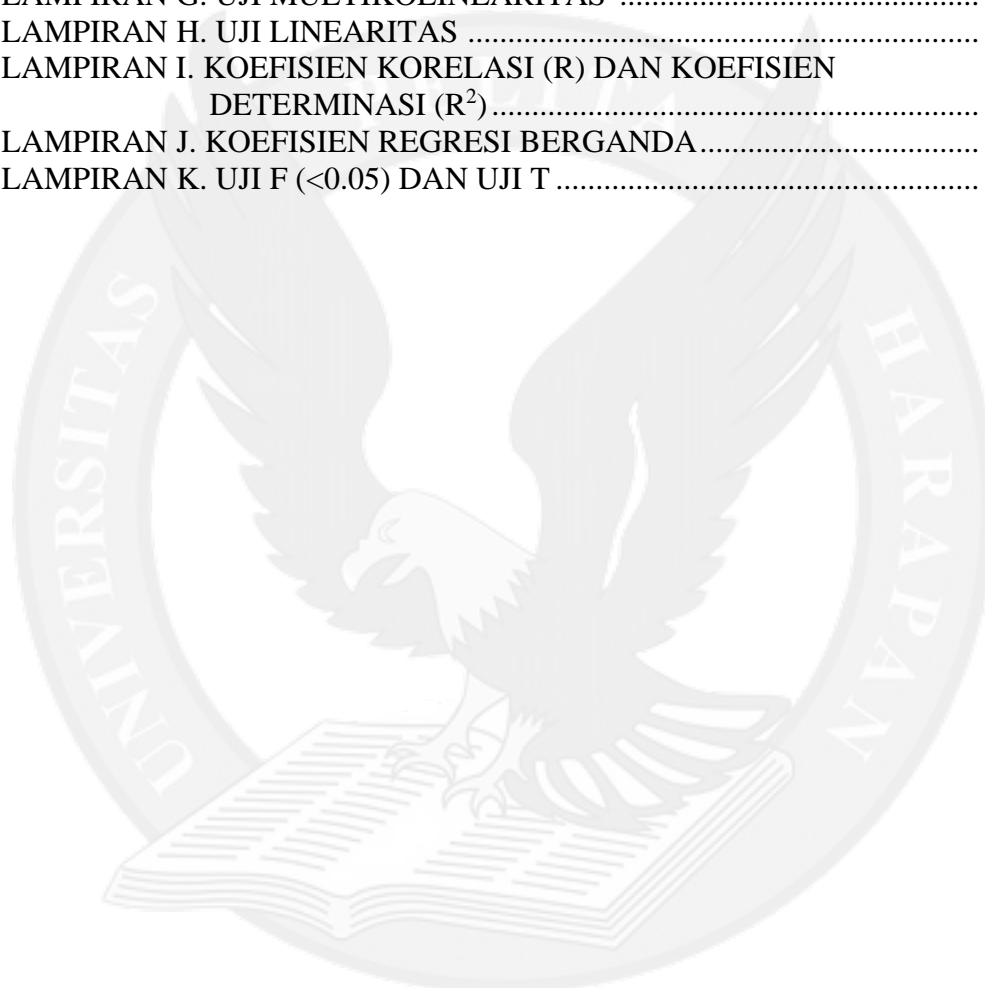 LAMPIRAN G. UJI MULTIKOLINEARITAS ............................................
LAMPIRAN H. UJI LINEARITAS ................................................................
LAMPIRAN I. KOEFISIEN KORELASI (R) DAN KOEFISIEN
DETERMINASI (R²) .............................................................
LAMPIRAN J. KOEFISIEN REGRESI BERGANDA ...................................
LAMPIRAN K. UJI F (<0.05) DAN UJI T .....................................................
UNIVERSITAS
PELITA
HARAPAN